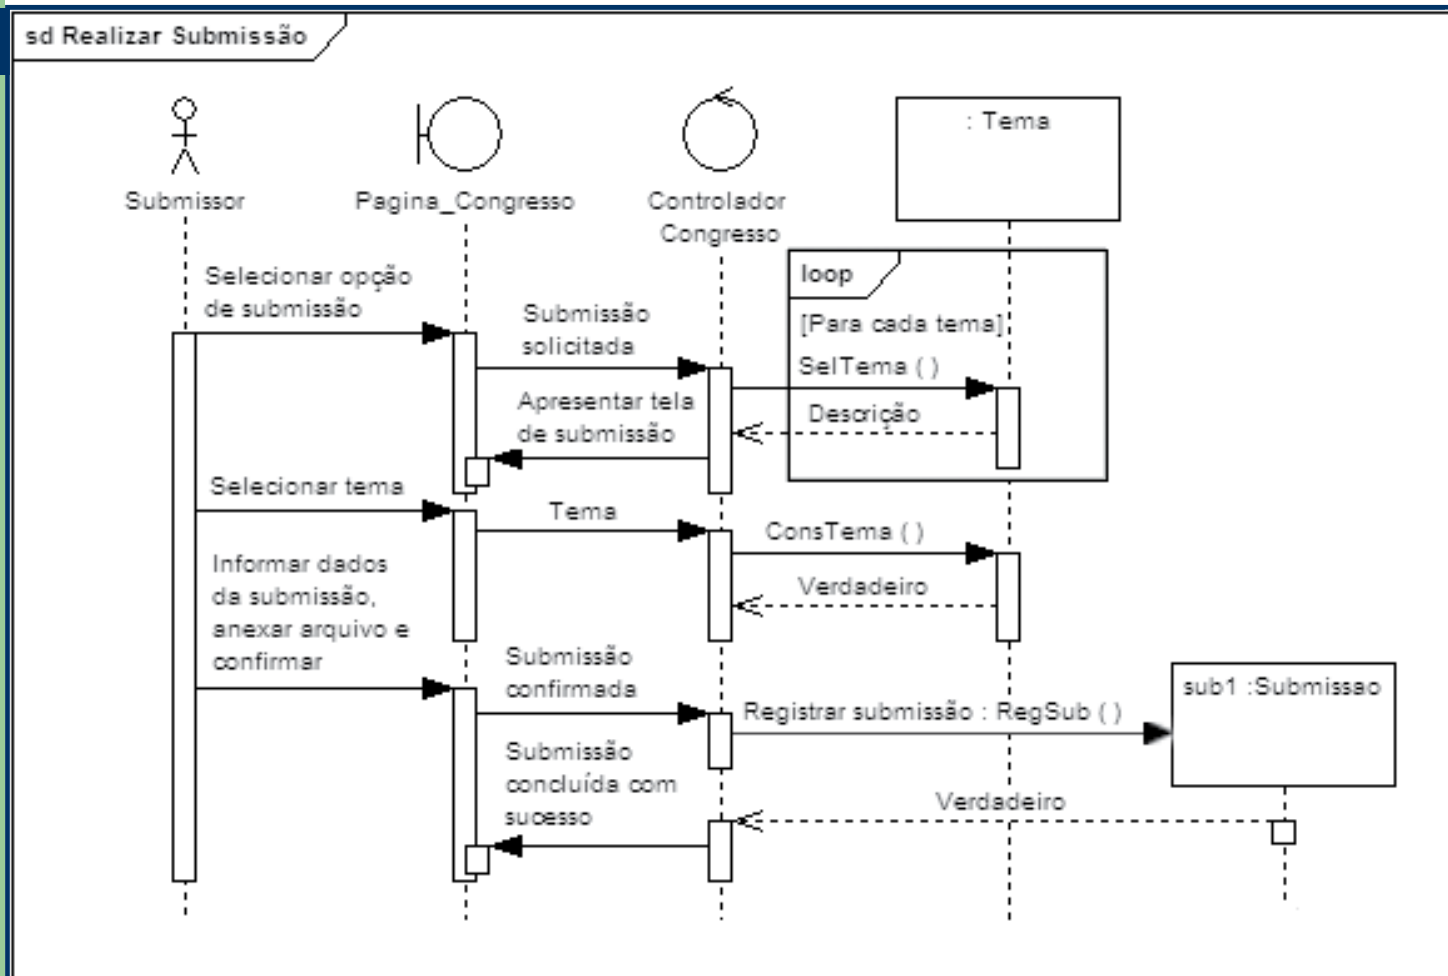 sd Realizar Submissão
: Tema
Submissor
Pagina_Congresso
Controlador
Congresso
loop
Selecionar opção
de submissão
[Para cada tema]
Submissão
solicitada
SelTema ( )
Apresentar tela
de submissão
Descrição
Selecionar tema
Tema
ConsTema ( )
Informar dados
da submissão,
anexar arquivo e
confirmar
Verdadeiro
Submissão
confirmada
sub1 :Submissao
Registrar submissão : RegSub ( )
Submissão
concluída com
sucesso
Verdadeiro